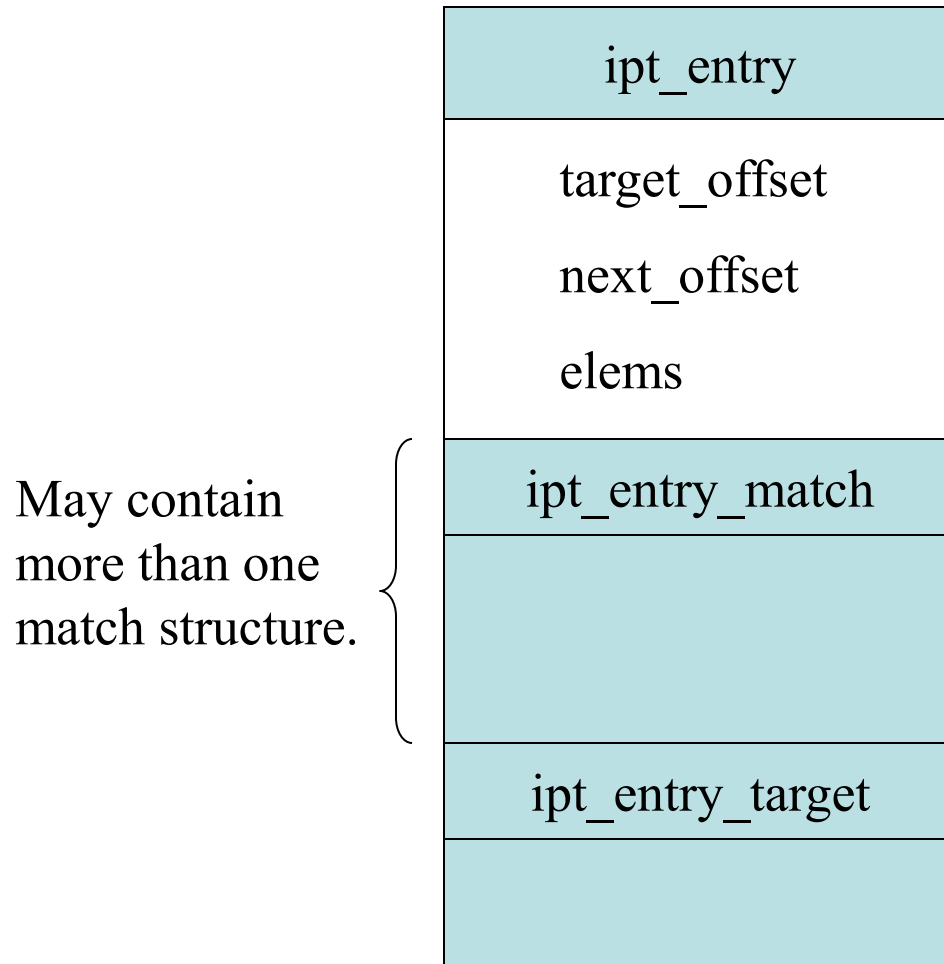 ipt_entry
target_offset
next_offset
elems
May contain
more than one
match structure.
ipt_entry_match
ipt_entry_target